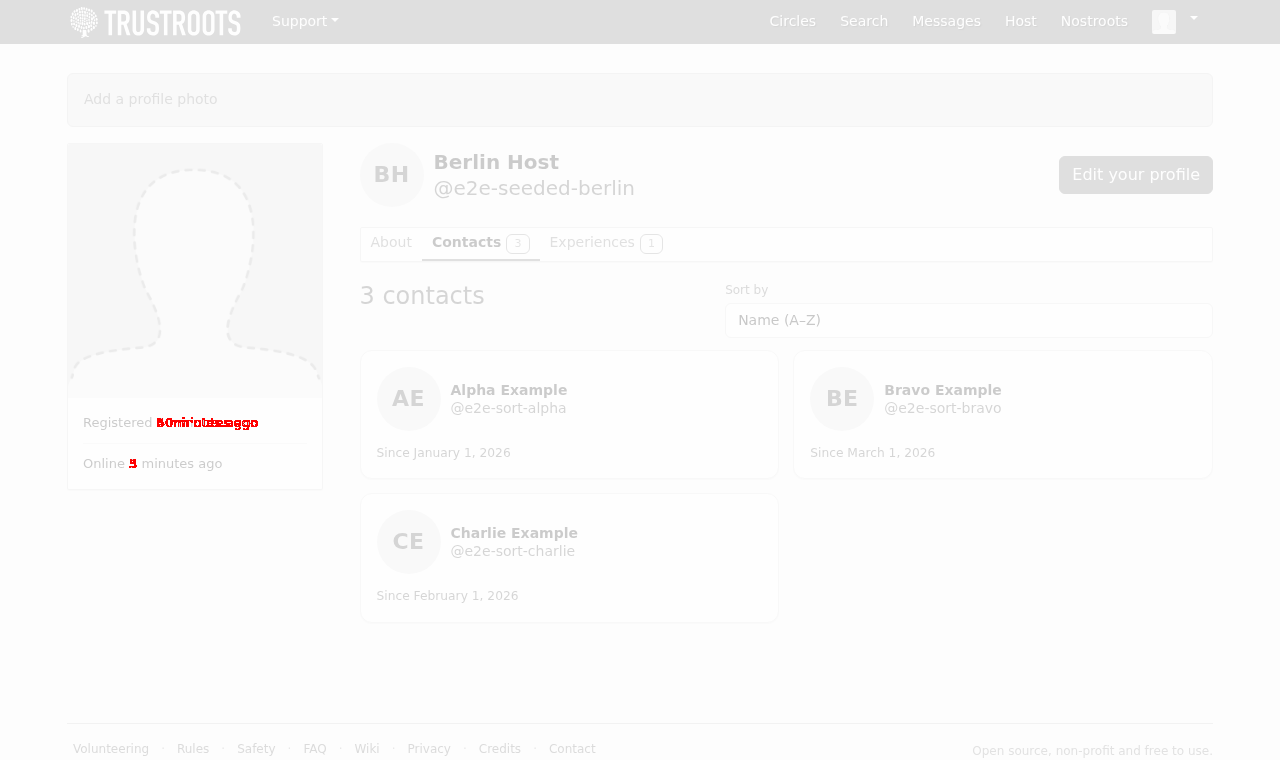 TRUSTROOTS Support Circles Search Messages Host Nostroots
Add a profile photo
BH Berlin Host
@e2e-seeded-berlin
Edit your profile
About Contacts 3 Experiences 1
3 contacts
Sort by
Name (A–Z)
AE Alpha Example
@e2e-sort-alpha
Since January 1, 2026
BE Bravo Example
@e2e-sort-bravo
Since March 1, 2026
CE Charlie Example
@e2e-sort-charlie
Since February 1, 2026
Registered
Online minutes ago
Volunteering · Rules · Safety · FAQ · Wiki · Privacy · Credits · Contact
Open source, non-profit and free to use.